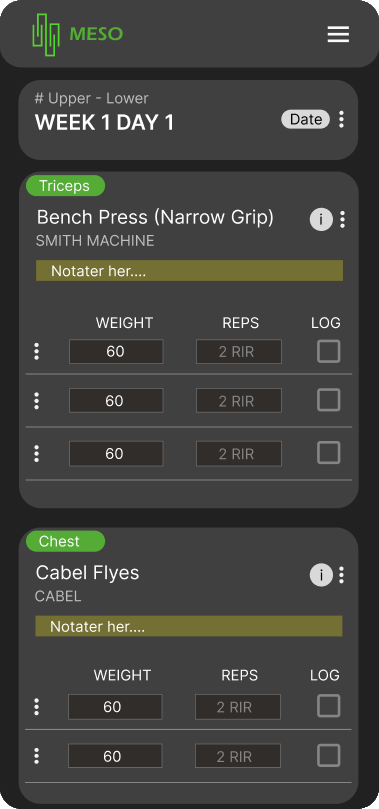 MESO
# Upper - Lower
WEEK 1 DAY 1
Date
Triceps
Bench Press (Narrow Grip)
i
SMITH MACHINE
Notater her....
WEIGHT REPS LOG
60 2 RIR
60 2 RIR
60 2 RIR
Chest
Cabel Flyes
i
CABEL
Notater her....
WEIGHT REPS LOG
60 2 RIR
60 2 RIR